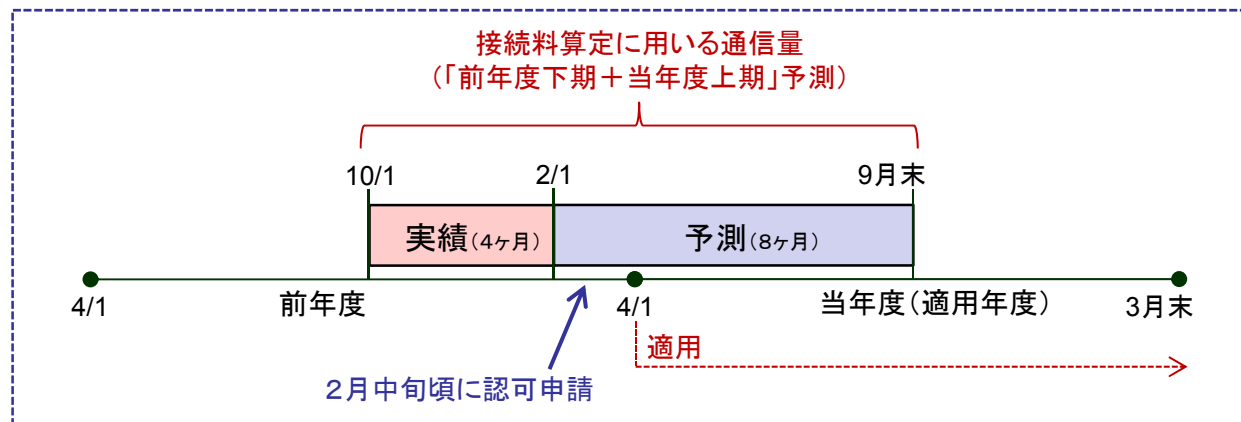 接続料算定に用いる通信量
(「前年度下期＋当年度上期」予測)
10/1 2/1 9月末
実績(4ヶ月) 予測(8ヶ月)
4/1 前年度 4/1 当年度(適用年度) 3月末
適用
２月中旬頃に認可申請